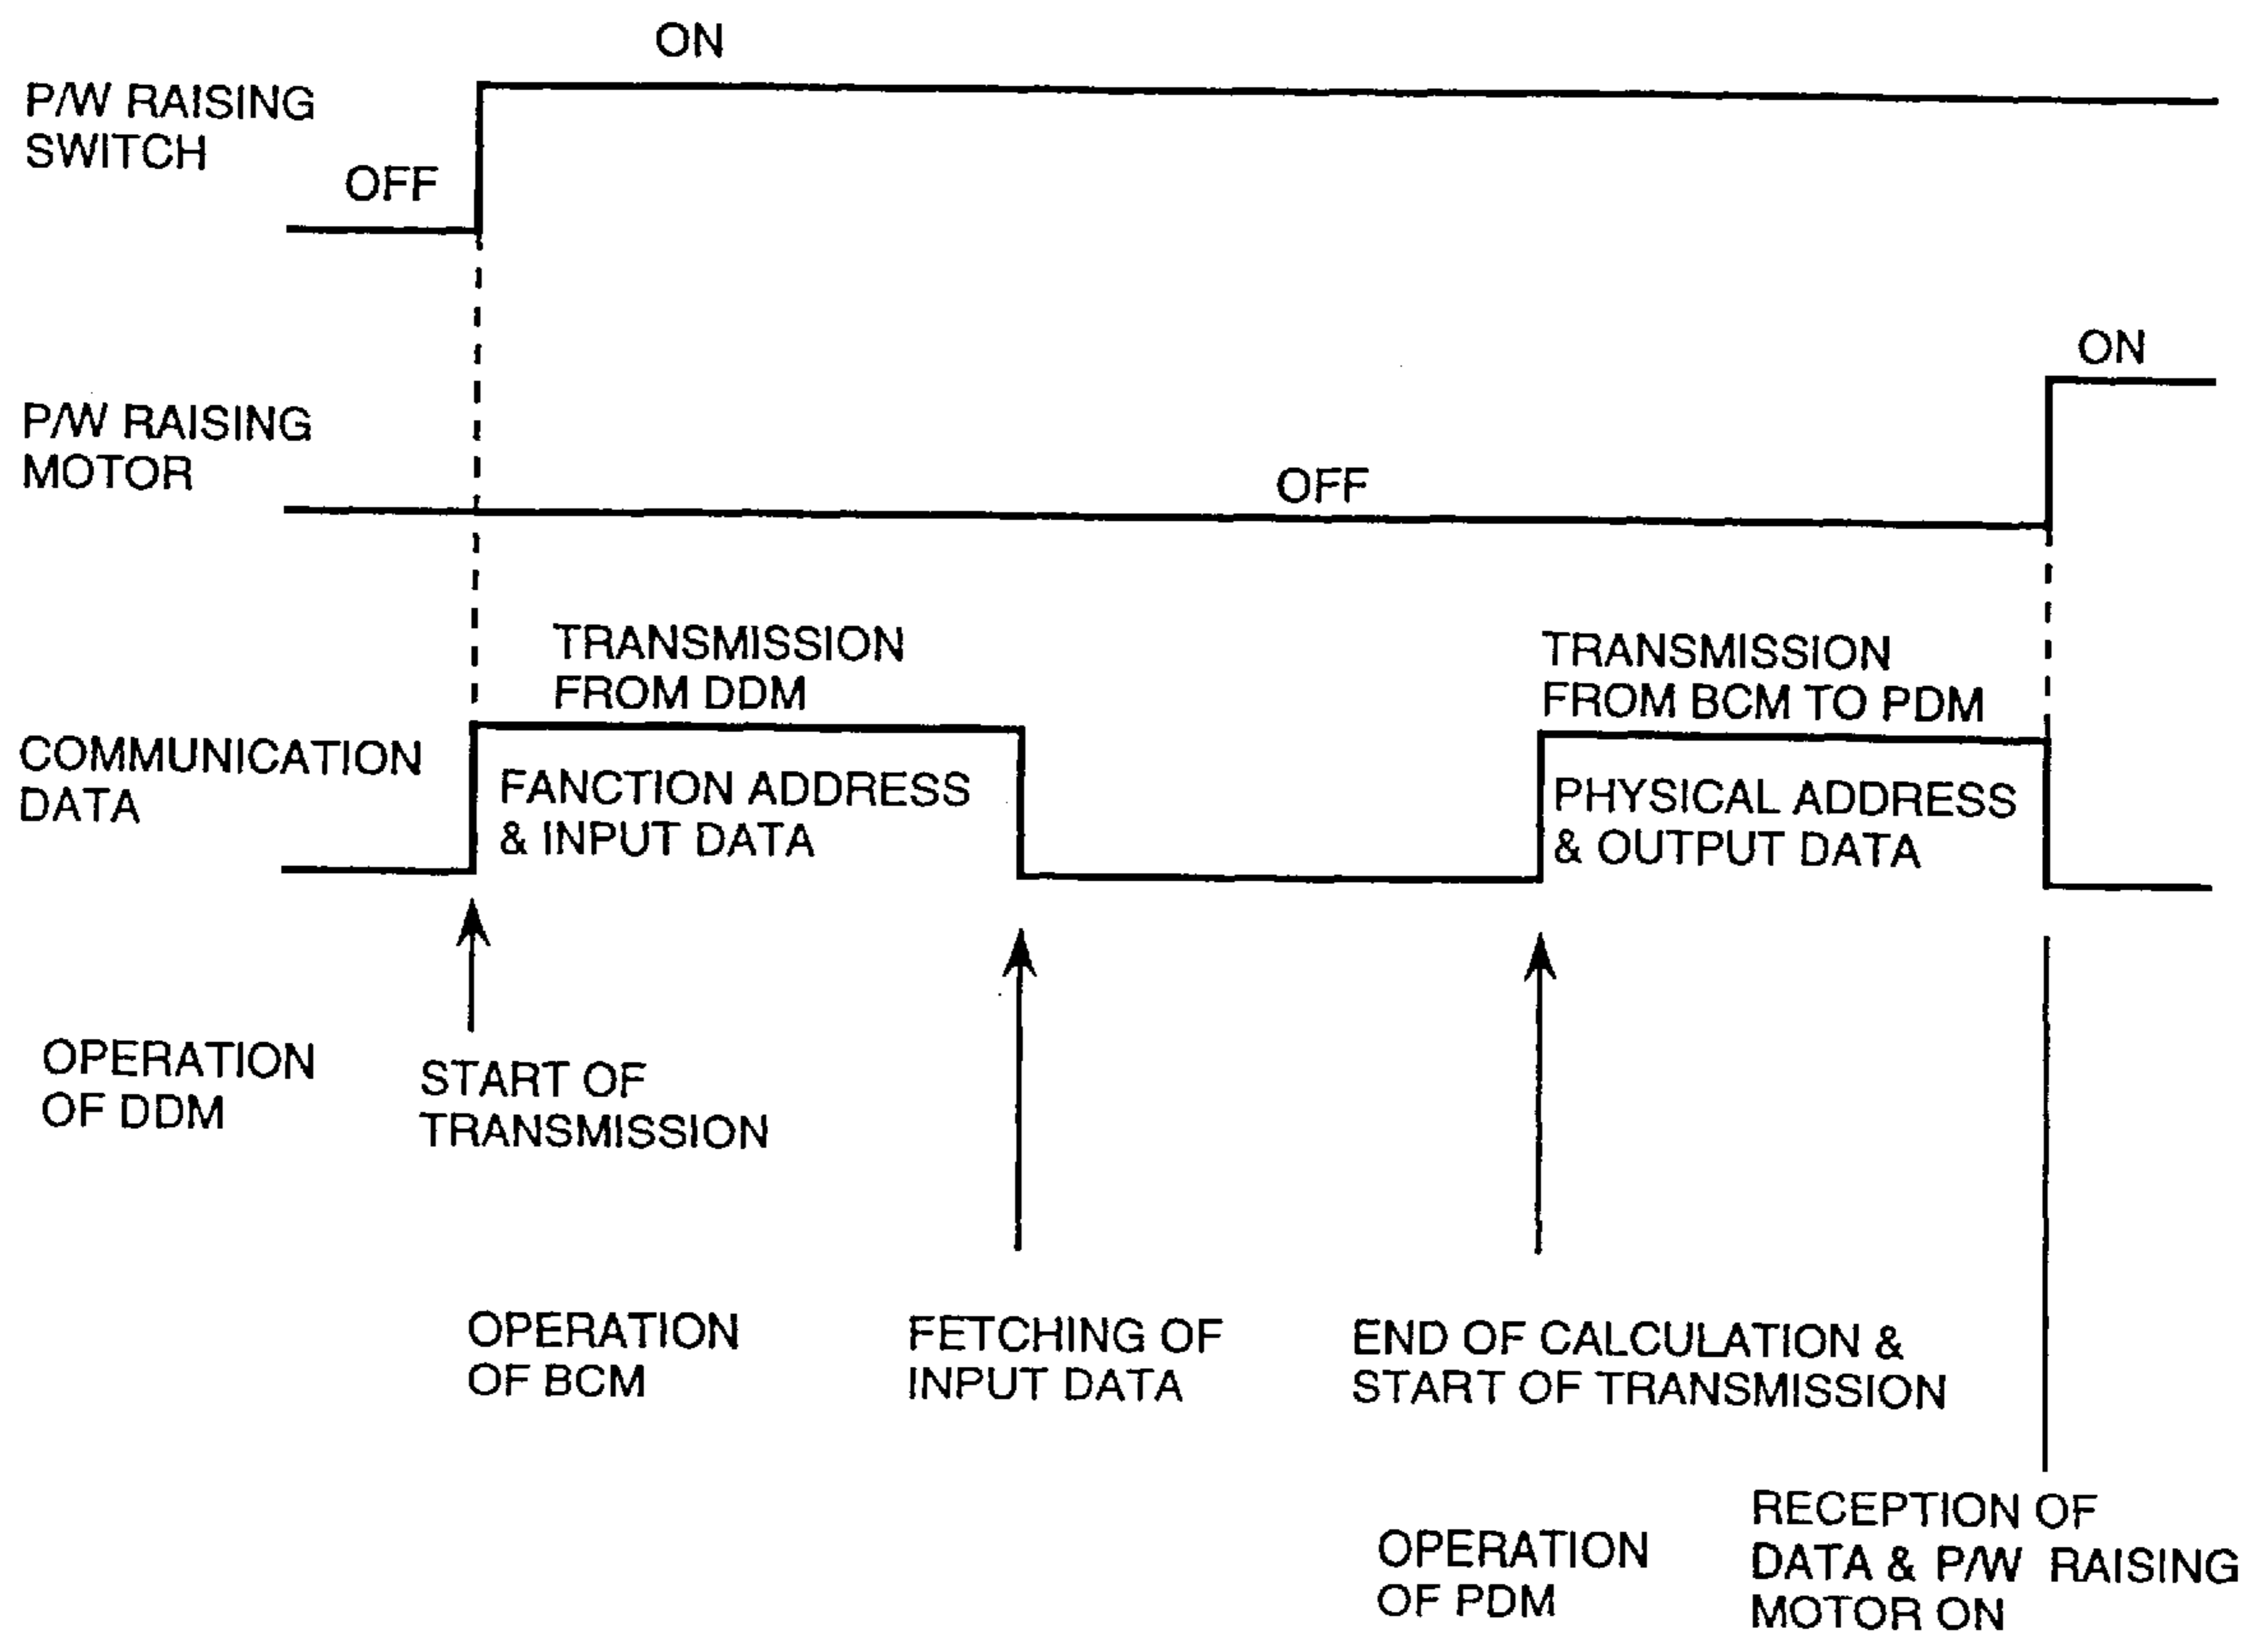 ON
P/W RAISING
SWITCH
OFF
ON
P/W RAISING
MOTOR
OFF
TRANSMISSION
FROM DDM
TRANSMISSION
FROM BCM TO PDM
COMMUNICATION
DATA
FANCTION ADDRESS
& INPUT DATA
PHYSICAL ADDRESS
& OUTPUT DATA
OPERATION
OF DDM
START OF
TRANSMISSION
OPERATION
OF BCM
FETCHING OF
INPUT DATA
END OF CALCULATION &
START OF TRANSMISSION
OPERATION
OF PDM
RECEPTION OF
DATA & P/W RAISING
MOTOR ON